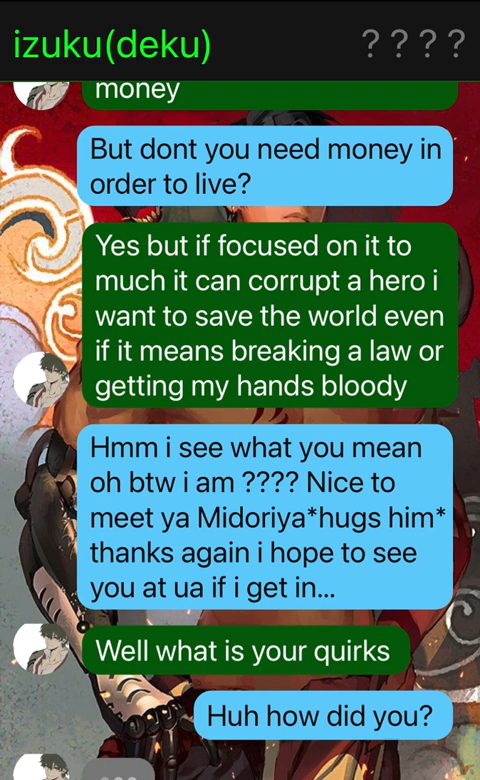 izuku(deku) ????
money
But dont you need money in
order to live?
Yes but if focused on it to
much it can corrupt a hero i
want to save the world even
if it means breaking a law or
getting my hands bloody
Hmm i see what you mean
oh btw i am ???? Nice to
meet ya Midoriya*hugs him*
thanks again i hope to see
you at ua if i get in...
Well what is your quirks
Huh how did you?